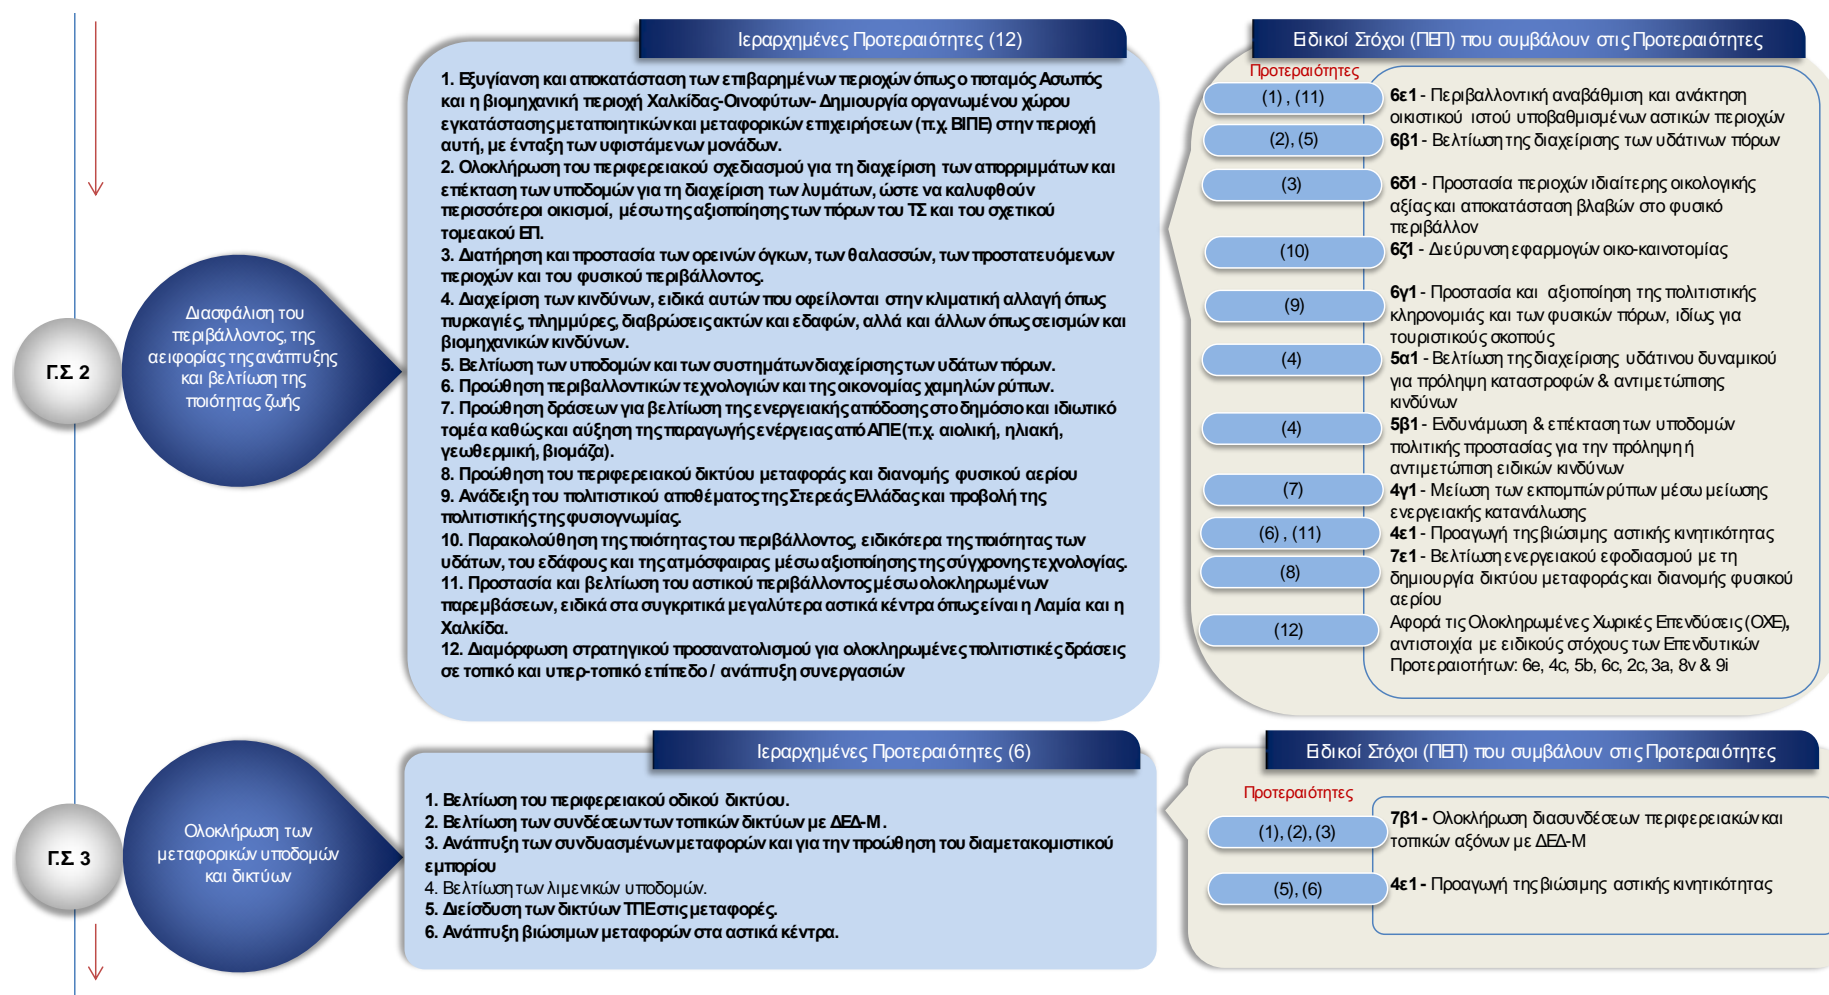 Γ.Σ 2
Διασφάλιση του
περιβάλλοντος, της
αειφορίας της ανάπτυξης
και βελτίωση της
ποιότητας ζωής
Ιεραρχημένες Προτεραιότητες (12)
1. Εξυγίανση και αποκατάσταση των επιβαρημένων περιοχών όπως ο ποταμός Ασωπός
και η βιομηχανική περιοχή Χαλκίδας-Οινοφύτων- Δημιουργία οργανωμένου χώρου
εγκατάστασης μεταποιητικών και μεταφορικών επιχειρήσεων (π.χ. ΒΙΠΕ) στην περιοχή
αυτή, με ένταξη των υφιστάμενων μονάδων.
2. Ολοκλήρωση του περιφερειακού σχεδιασμού για τη διαχείριση των απορριμμάτων και
επέκταση των υποδομών για τη διαχείριση των λυμάτων, ώστε να καλυφθούν
περισσότεροι οικισμοί, μέσω της αξιοποίησης των πόρων του ΤΣ και του σχετικού
τομεακού ΕΠ.
3. Διατήρηση και προστασία των ορεινών όγκων, των θαλασσών, των προστατευόμενων
περιοχών και του φυσικού περιβάλλοντος.
4. Διαχείριση των κινδύνων, ειδικά αυτών που οφείλονται στην κλιματική αλλαγή όπως
πυρκαγιές, πλημμύρες, διαβρώσεις ακτών και εδαφών, αλλά και άλλων όπως σεισμών και
βιομηχανικών κινδύνων.
5. Βελτίωση των υποδομών και των συστημάτων διαχείρισης των υδάτων πόρων.
6. Προώθηση περιβαλλοντικών τεχνολογιών και της οικονομίας χαμηλών ρύπων.
7. Προώθηση δράσεων για βελτίωση της ενεργειακής απόδοσης στο δημόσιο και ιδιωτικό
τομέα καθώς και αύξηση της παραγωγής ενέργειας από ΑΠΕ (π.χ. αιολική, ηλιακή,
γεωθερμική, βιομάζα).
8. Προώθηση του περιφερειακού δικτύου μεταφοράς και διανομής φυσικού αερίου
9. Ανάδειξη του πολιτιστικού αποθέματος της Στερεάς Ελλάδας και προβολή της
πολιτιστικής της φυσιογνωμίας.
10. Παρακολούθηση της ποιότητας του περιβάλλοντος, ειδικότερα της ποιότητας των
υδάτων, του εδάφους και της ατμόσφαιρας μέσω αξιοποίησης της σύγχρονης τεχνολογίας.
11. Προστασία και βελτίωση του αστικού περιβάλλοντος μέσω ολοκληρωμένων
παρεμβάσεων, ειδικά στα συγκριτικά μεγαλύτερα αστικά κέντρα όπως είναι η Λαμία και η
Χαλκίδα.
12. Διαμόρφωση στρατηγικού προσανατολισμού για ολοκληρωμένες πολιτιστικές δράσεις
σε τοπικό και υπερ-τοπικό επίπεδο / ανάπτυξη συνεργασιών
Ειδικοί Στόχοι (ΠΕΠ) που συμβάλουν στις Προτεραιότητες
Προτεραιότητες
(1) , (11)
6ε1 - Περιβαλλοντική αναβάθμιση και ανάκτηση
οικιστικού ιστού υποβαθμισμένων αστικών περιοχών
(2), (5)
6β1 - Βελτίωση της διαχείρισης των υδάτινων πόρων
(3)
6δ1 - Προστασία περιοχών ιδιαίτερης οικολογικής
αξίας και αποκατάσταση βλαβών στο φυσικό
περιβάλλον
(10)
6ζ1 - Διεύρυνση εφαρμογών οικο-καινοτομίας
(9)
6γ1 - Προστασία και αξιοποίηση της πολιτιστικής
κληρονομιάς και των φυσικών πόρων, ιδίως για
τουριστικούς σκοπούς
(4)
5α1 - Βελτίωση της διαχείρισης υδάτινου δυναμικού
για πρόληψη καταστροφών & αντιμετώπισης
κινδύνων
(4)
5β1 - Ενδυνάμωση & επέκταση των υποδομών
πολιτικής προστασίας για την πρόληψη ή
αντιμετώπιση ειδικών κινδύνων
(7)
4γ1 - Μείωση των εκπομπών ρύπων μέσω μείωσης
ενεργειακής κατανάλωσης
(6) , (11)
4ε1 - Προαγωγή της βιώσιμης αστικής κινητικότητας
(8)
7ε1 - Βελτίωση ενεργειακού εφοδιασμού με τη
δημιουργία δικτύου μεταφοράς και διανομής φυσικού
αερίου
(12)
Αφορά τις Ολοκληρωμένες Χωρικές Επενδύσεις (ΟΧΕ),
αντιστοιχία με ειδικούς στόχους των Επενδυτικών
Προτεραιοτήτων: 6e, 4c, 5b, 6c, 2c, 3a, 8v & 9i
Γ.Σ 3
Ολοκλήρωση των
μεταφορικών υποδομών
και δικτύων
Ιεραρχημένες Προτεραιότητες (6)
1. Βελτίωση του περιφερειακού οδικού δικτύου.
2. Βελτίωση των συνδέσεων των τοπικών δικτύων με ΔΕΔ-Μ .
3. Ανάπτυξη των συνδυασμένων μεταφορών και για την προώθηση του διαμετακομιστικού
εμπορίου
4. Βελτίωση των λιμενικών υποδομών.
5. Διείσδυση των δικτύων ΤΠΕ στις μεταφορές.
6. Ανάπτυξη βιώσιμων μεταφορών στα αστικά κέντρα.
Ειδικοί Στόχοι (ΠΕΠ) που συμβάλουν στις Προτεραιότητες
Προτεραιότητες
(1), (2), (3)
7β1 - Ολοκλήρωση διασυνδέσεων περιφερειακών και
τοπικών αξόνων με ΔΕΔ-Μ
(5), (6)
4ε1 - Προαγωγή της βιώσιμης αστικής κινητικότητας